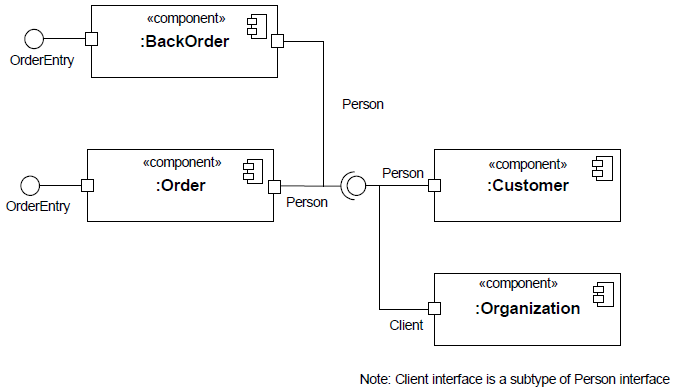 «component»
:BackOrder
OrderEntry
Person
«component»
:Order
OrderEntry
Person
Person
«component»
:Customer
«component»
:Organization
Client
Note: Client interface is a subtype of Person interface